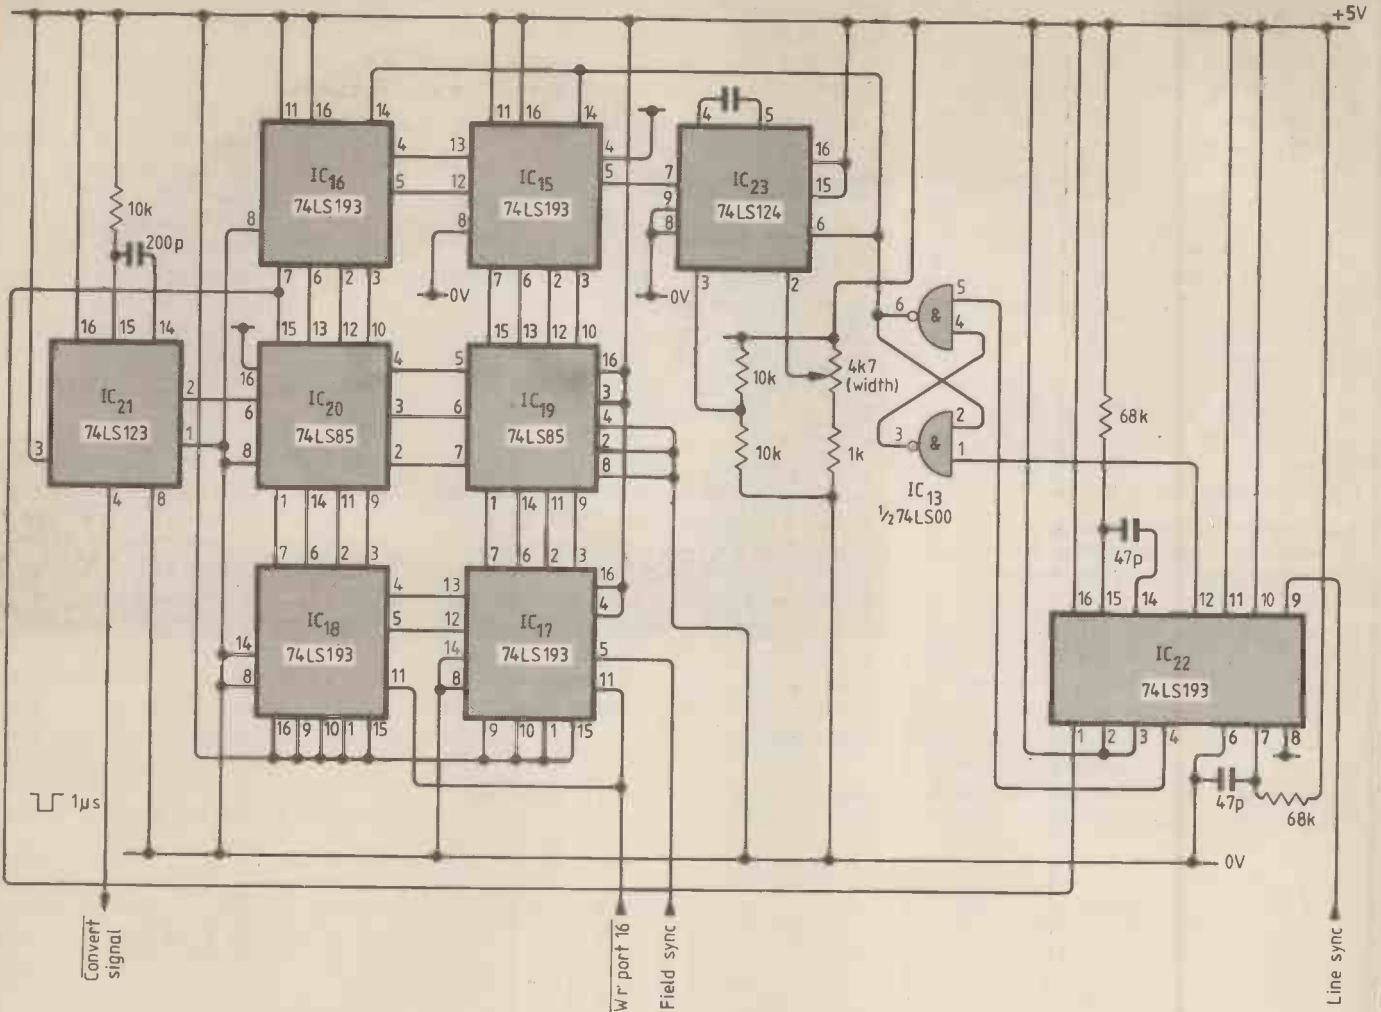 +5V
11 16 14
11 16 14
4 5
IC16
74LS193
4 13
5 12
8
7 6 2 3
IC15
74LS193
4
5
8
7 6 2 3
IC23
74LS124
16
15
7
9
8
6
3 2
0V
0V
10k
200p
16 15 14
IC21
74LS123
2
1
3
4 8
15 13 12 10
16
6
8
IC20
74LS85
4 5
3 6
2 7
1 14 11 9
15 13 12 10
IC19
74LS85
16
3
4
2
8
1 14 11 9
10k
10k
4k7
(width)
1k
6
&
5
4
3
&
2
1
IC13
½74LS00
68k
47p
7 6 2 3
IC18
74LS193
4 13
5 12
14
8
11
16 9 10 1 15
7 6 2 3
IC17
74LS193
14
8
16
4
5
11
9 10 1 15
16 15 14 12 11 10 9
IC22
74LS193
1 2 3 4 6 7 8
47p
68k
1µs
0V
Convert
signal
Wr port 16
Field sync
Line sync